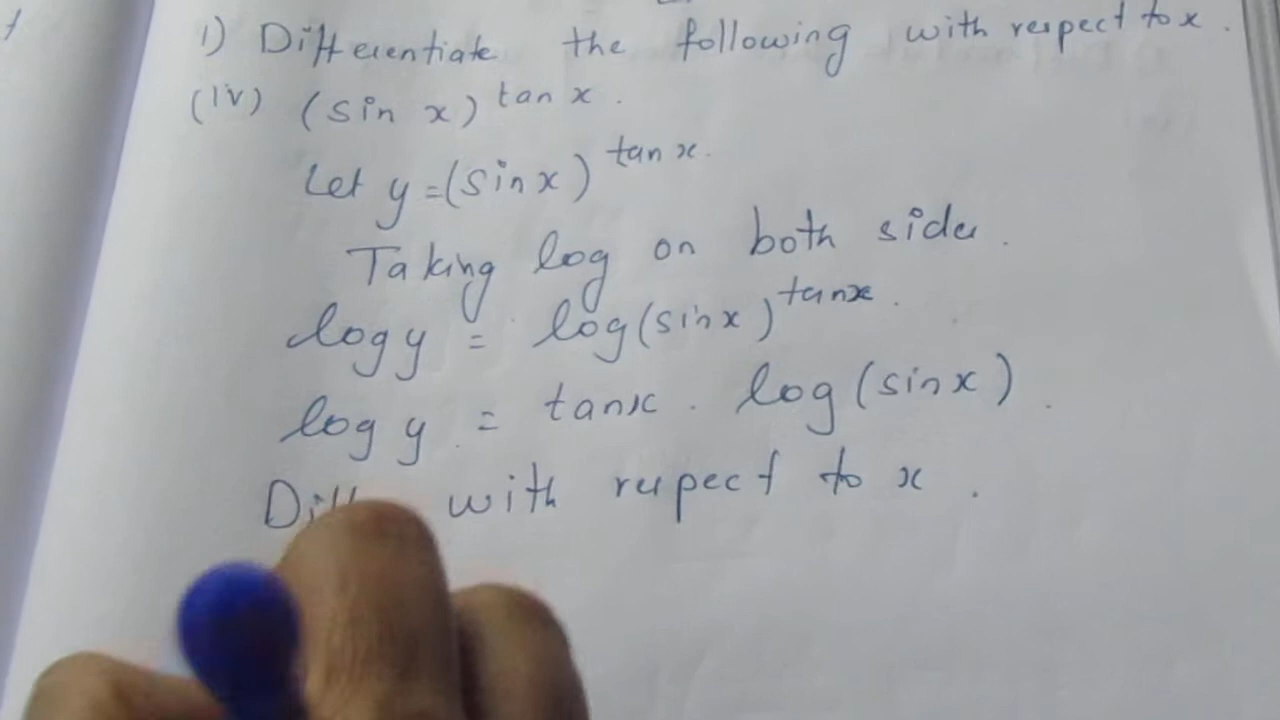 1) Differentiate the following with respect to x.
(iv) (sin x)^tan x.
Let y = (sin x)^tan x.
Taking log on both side.
log y = log (sin x)^tan x.
log y = tan x . log (sin x).
with respect to x.